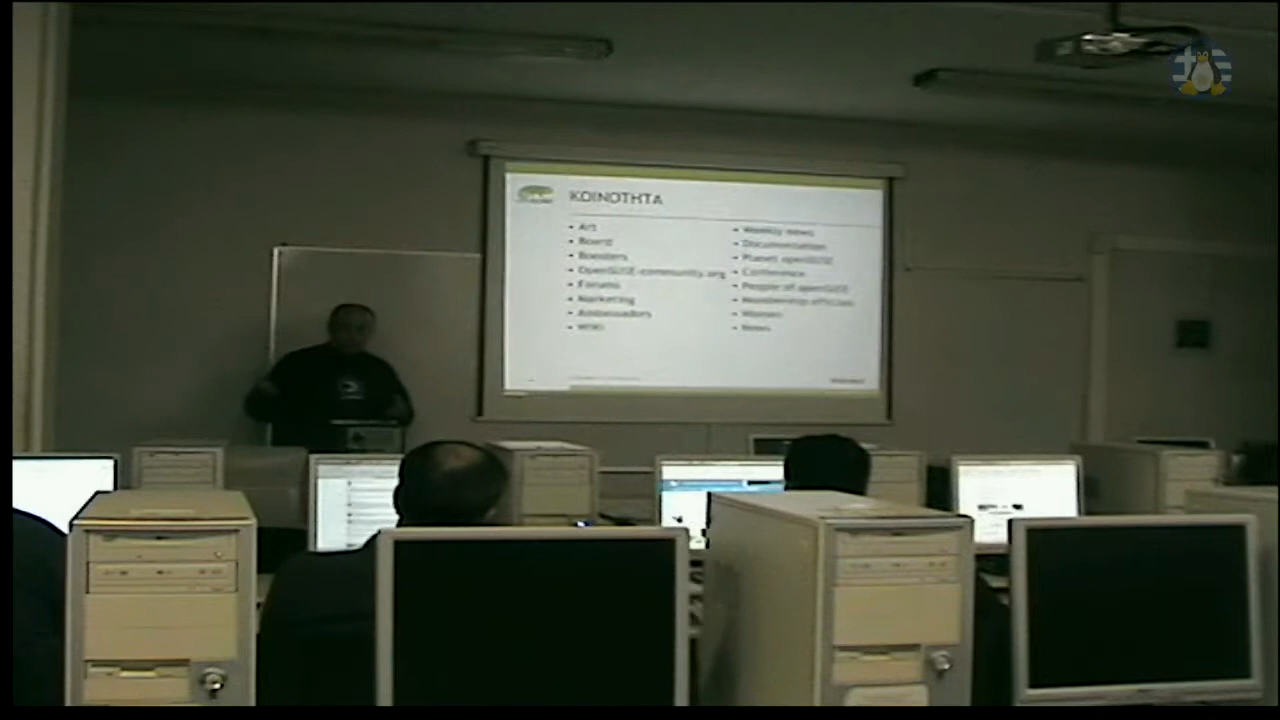 ΚΟΙΝΟΤΗΤΑ
• Art
• Board
• Boosters
• OpenSUSE-community.org
• Forums
• Marketing
• Ambassadors
• Wiki
• Weekly news
• Documentation
• Planet openSUSE
• Conference
• People of openSUSE
• Membership officials
• Women
• News